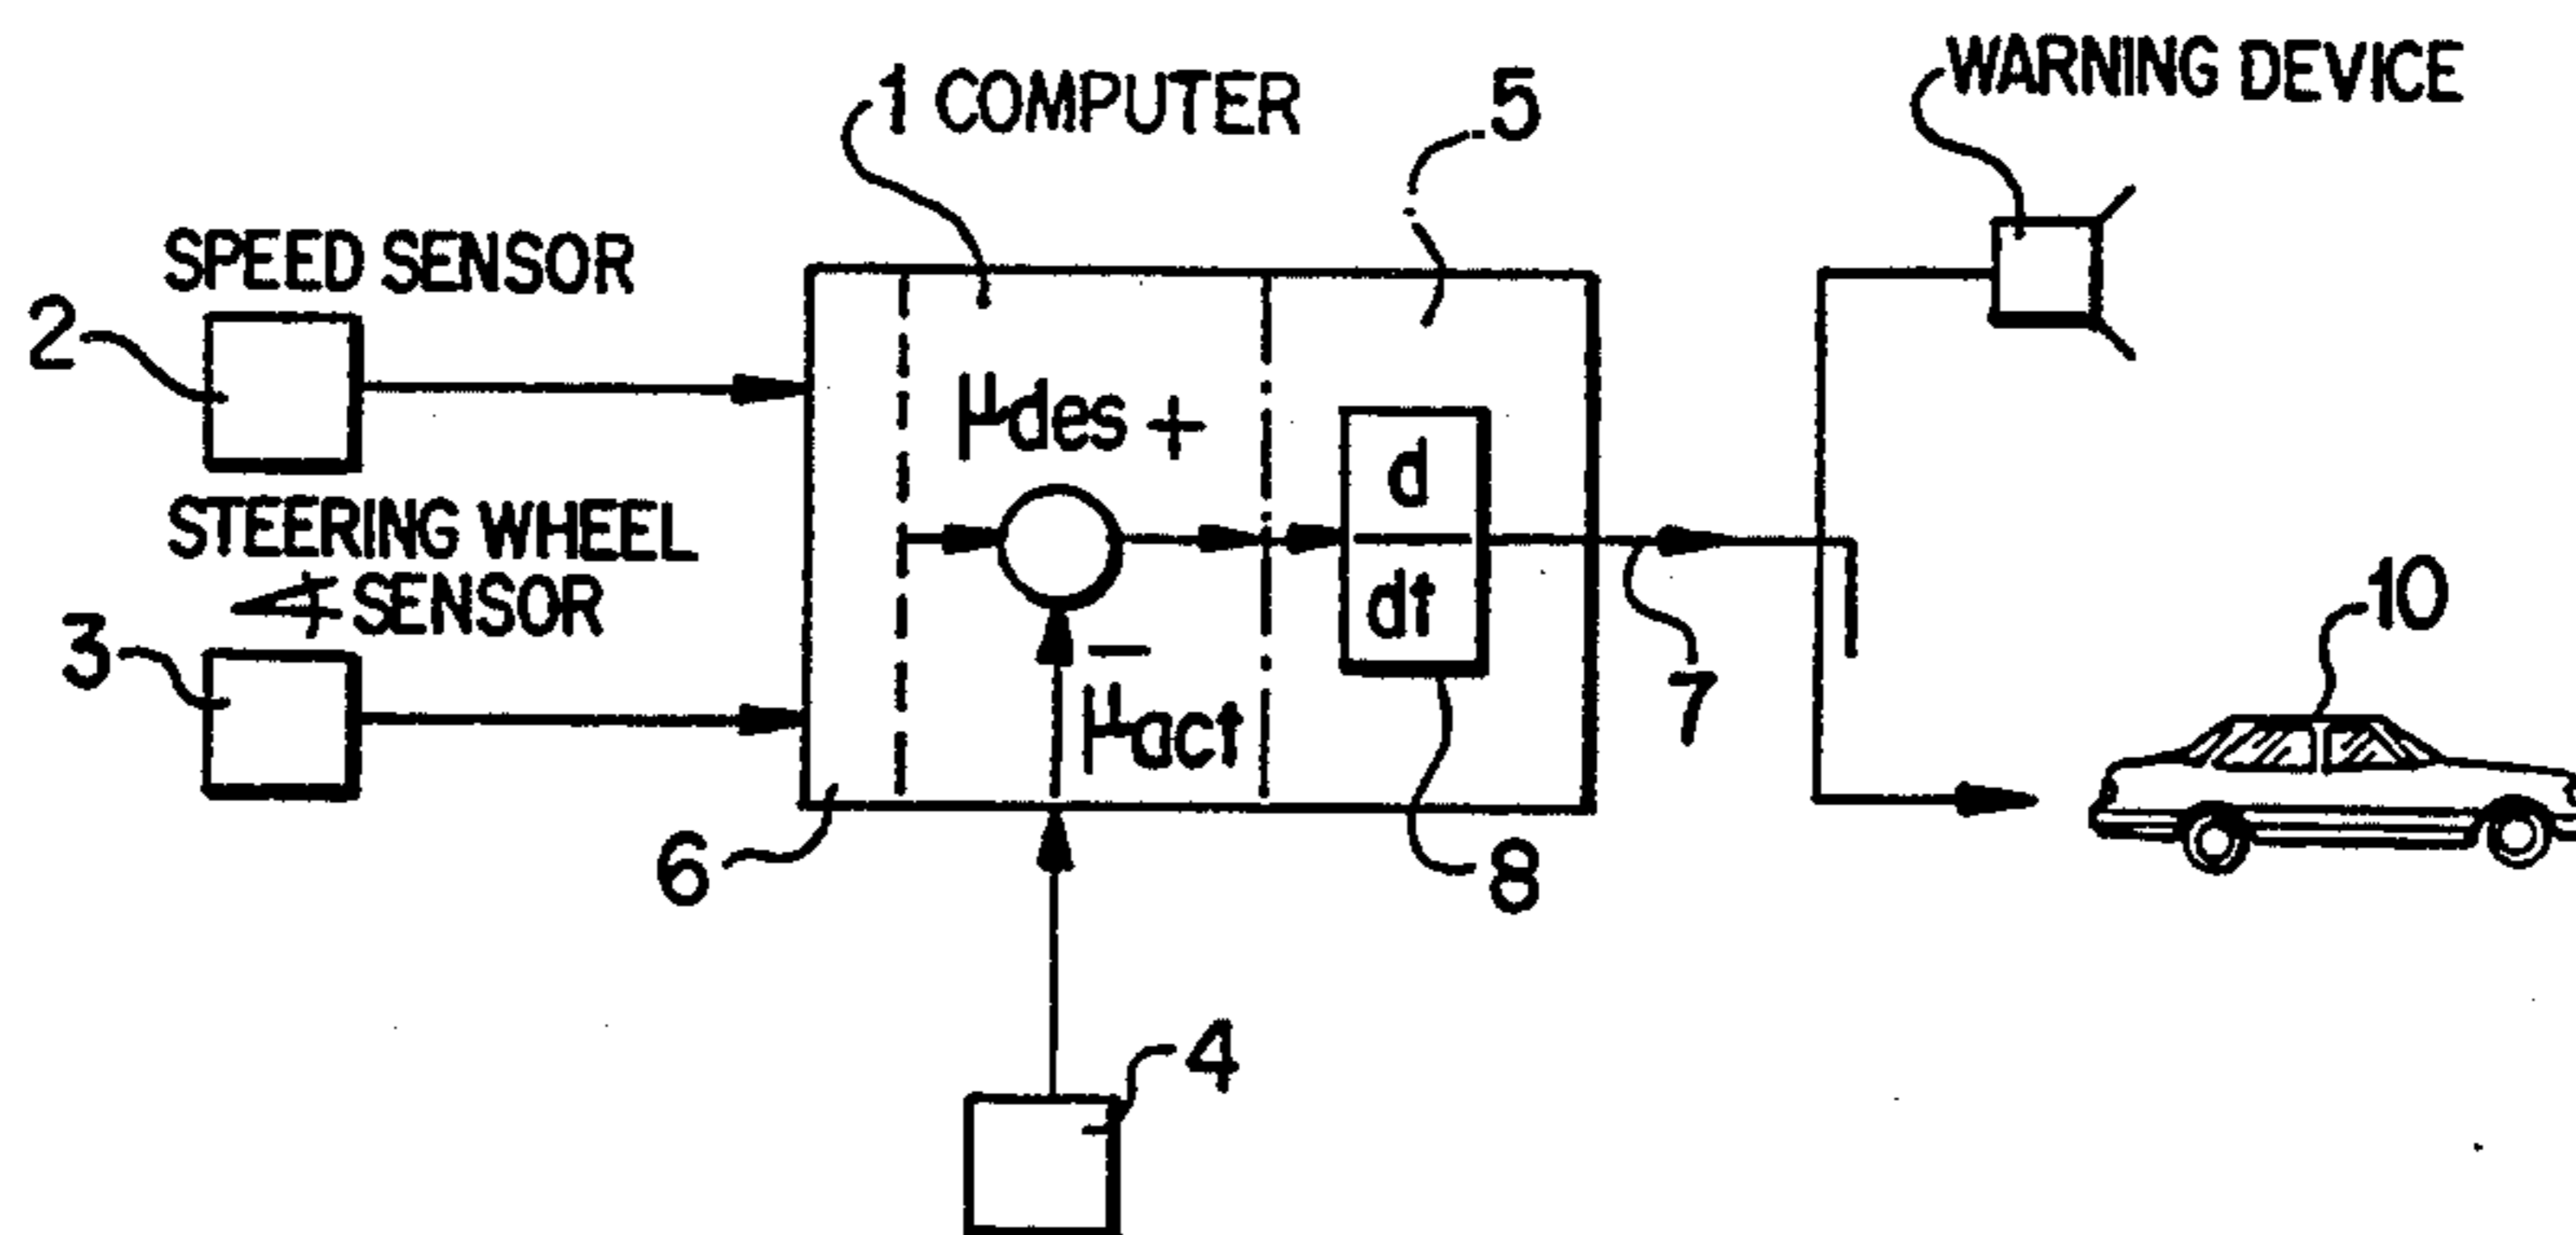 WARNING DEVICE
1 COMPUTER
5
SPEED SENSOR
2
μdes +
STEERING WHEEL
∢ SENSOR
3
d
dt
−
μact
7
10
6
8
4